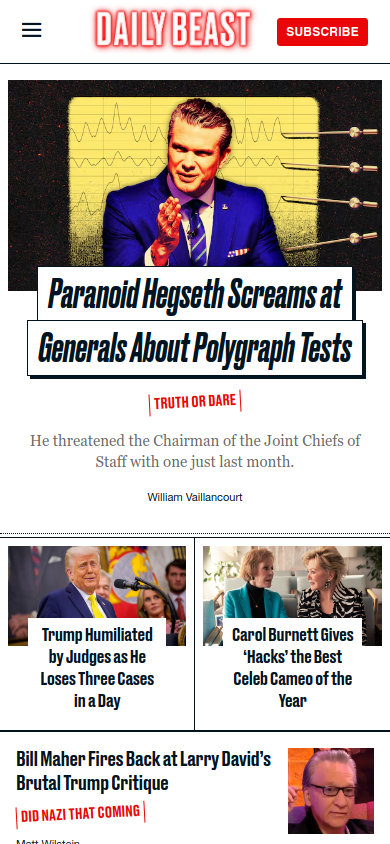 DAILY BEAST
SUBSCRIBE
Paranoid Hegseth Screams at
Generals About Polygraph Tests
TRUTH OR DARE
He threatened the Chairman of the Joint Chiefs of
Staff with one just last month.
William Vaillancourt
Trump Humiliated
by Judges as He
Loses Three Cases
in a Day
Carol Burnett Gives
‘Hacks’ the Best
Celeb Cameo of the
Year
Bill Maher Fires Back at Larry David’s
Brutal Trump Critique
DID NAZI THAT COMING
Matt Wilstein